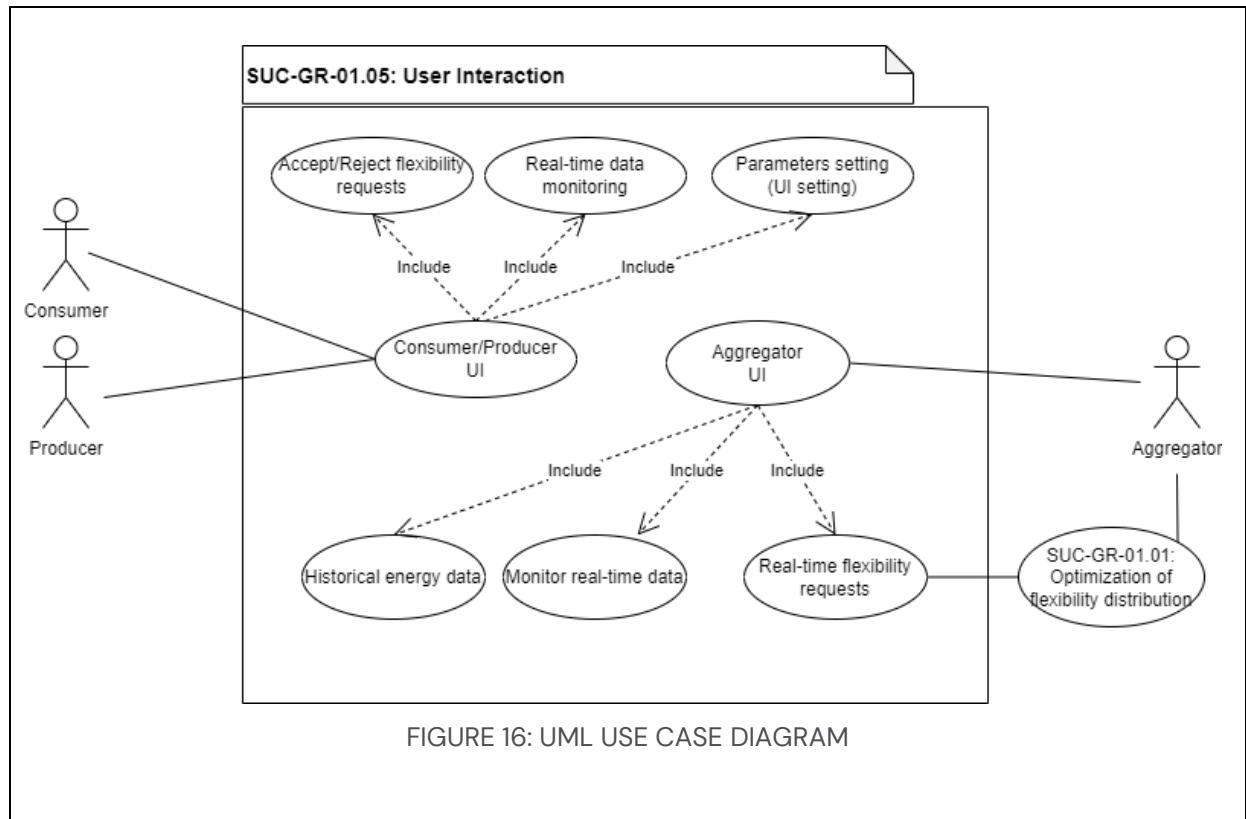 SUC-GR-01.05: User Interaction
Accept/Reject flexibility
requests
Real-time data
monitoring
Parameters setting
(UI setting)
Include
Include
Include
Consumer
Producer
Consumer/Producer
UI
Aggregator
UI
Aggregator
Include
Include
Include
Historical energy data
Monitor real-time data
Real-time flexibility
requests
SUC-GR-01.01:
Optimization of
flexibility distribution
FIGURE 16: UML USE CASE DIAGRAM